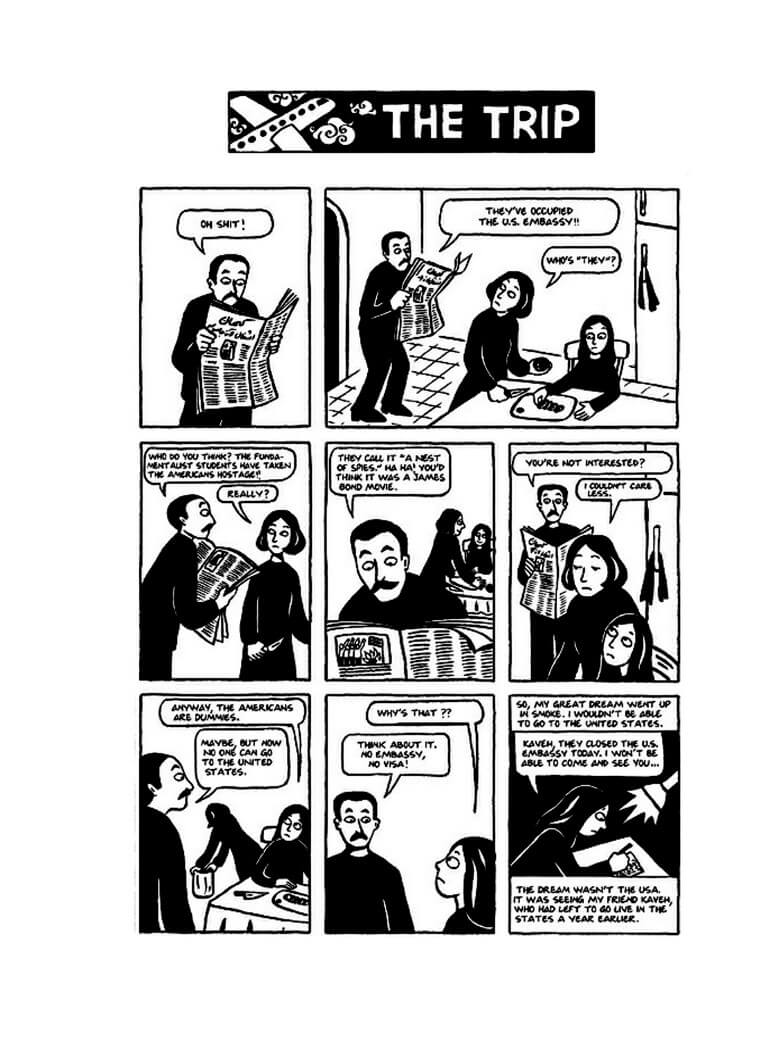 THE TRIP
OH SHIT!
THEY'VE OCCUPIED
THE U.S. EMBASSY!!
WHO'S "THEY"?
WHO DO YOU THINK? THE FUNDA-
MENTALIST STUDENTS HAVE TAKEN
THE AMERICANS HOSTAGE!!
REALLY?
THEY CALL IT "A NEST
OF SPIES." HA HA! YOU'D
THINK IT WAS A JAMES
BOND MOVIE.
YOU'RE NOT INTERESTED?
I COULDN'T CARE
LESS.
ANYWAY, THE AMERICANS
ARE DUMMIES.
MAYBE, BUT NOW
NO ONE CAN GO
TO THE UNITED
STATES.
WHY'S THAT ??
THINK ABOUT IT.
NO EMBASSY,
NO VISA!
SO, MY GREAT DREAM WENT UP
IN SMOKE. I WOULDN'T BE ABLE
TO GO TO THE UNITED STATES.
KAVEH, THEY CLOSED THE U.S.
EMBASSY TODAY. I WON'T BE
ABLE TO COME AND SEE YOU...
THE DREAM WASN'T THE USA.
IT WAS SEEING MY FRIEND KAVEH,
WHO HAD LEFT TO GO LIVE IN THE
STATES A YEAR EARLIER.